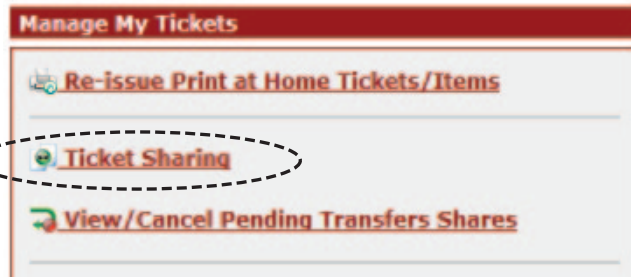 Manage My Tickets
Re-issue Print at Home Tickets/Items
Ticket Sharing
View/Cancel Pending Transfers Shares